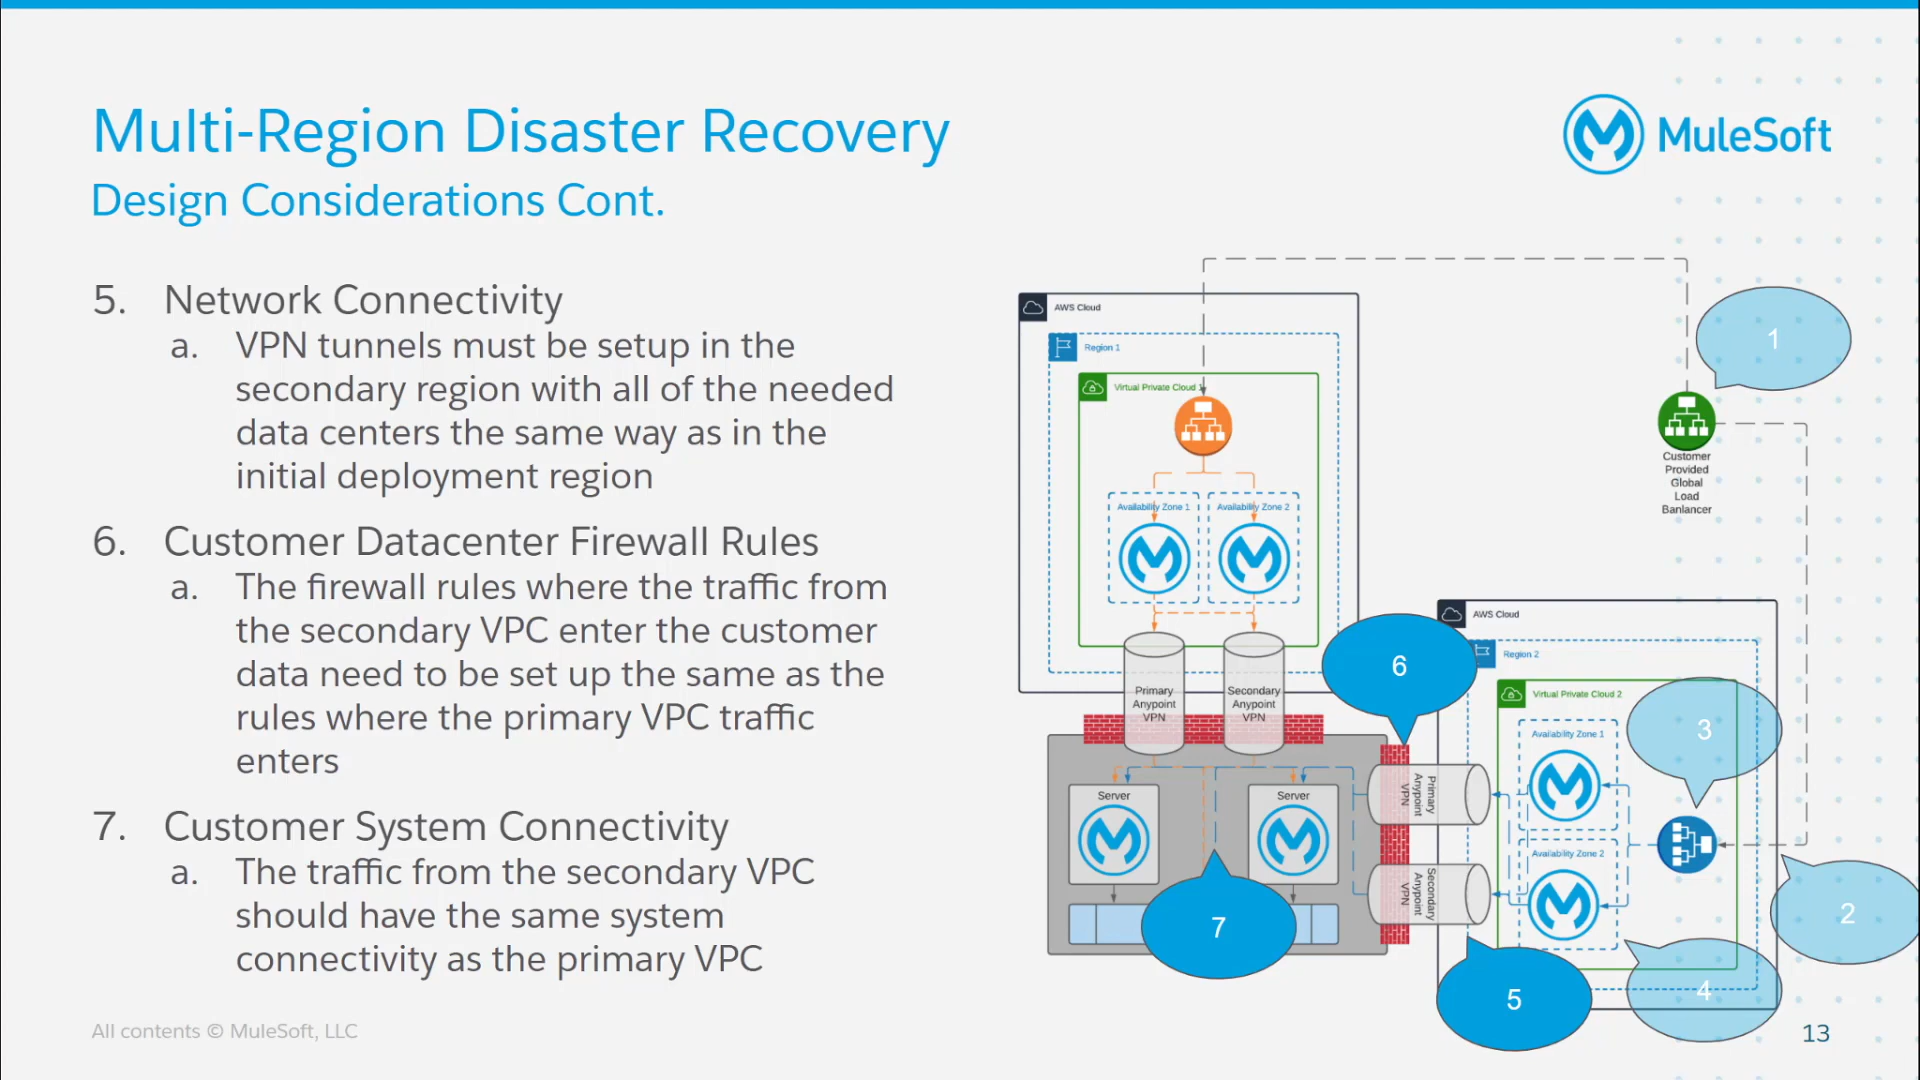 Multi-Region Disaster Recovery
Design Considerations Cont.
MuleSoft
5. Network Connectivity
a. VPN tunnels must be setup in the
secondary region with all of the needed
data centers the same way as in the
initial deployment region
6. Customer Datacenter Firewall Rules
a. The firewall rules where the traffic from
the secondary VPC enter the customer
data need to be set up the same as the
rules where the primary VPC traffic
enters
7. Customer System Connectivity
a. The traffic from the secondary VPC
should have the same system
connectivity as the primary VPC
AWS Cloud
Region 1
Virtual Private Cloud 1
Availability Zone 1
Availability Zone 2
Primary
Anypoint
VPN
Secondary
Anypoint
VPN
Server
Server
1
Customer
Provided
Global
Load
Banlancer
6
AWS Cloud
Region 2
Virtual Private Cloud 2
3
Availability Zone 1
Availability Zone 2
Primary
Anypoint
VPN
Secondary
Anypoint
VPN
7
2
5
4
All contents © MuleSoft, LLC
13